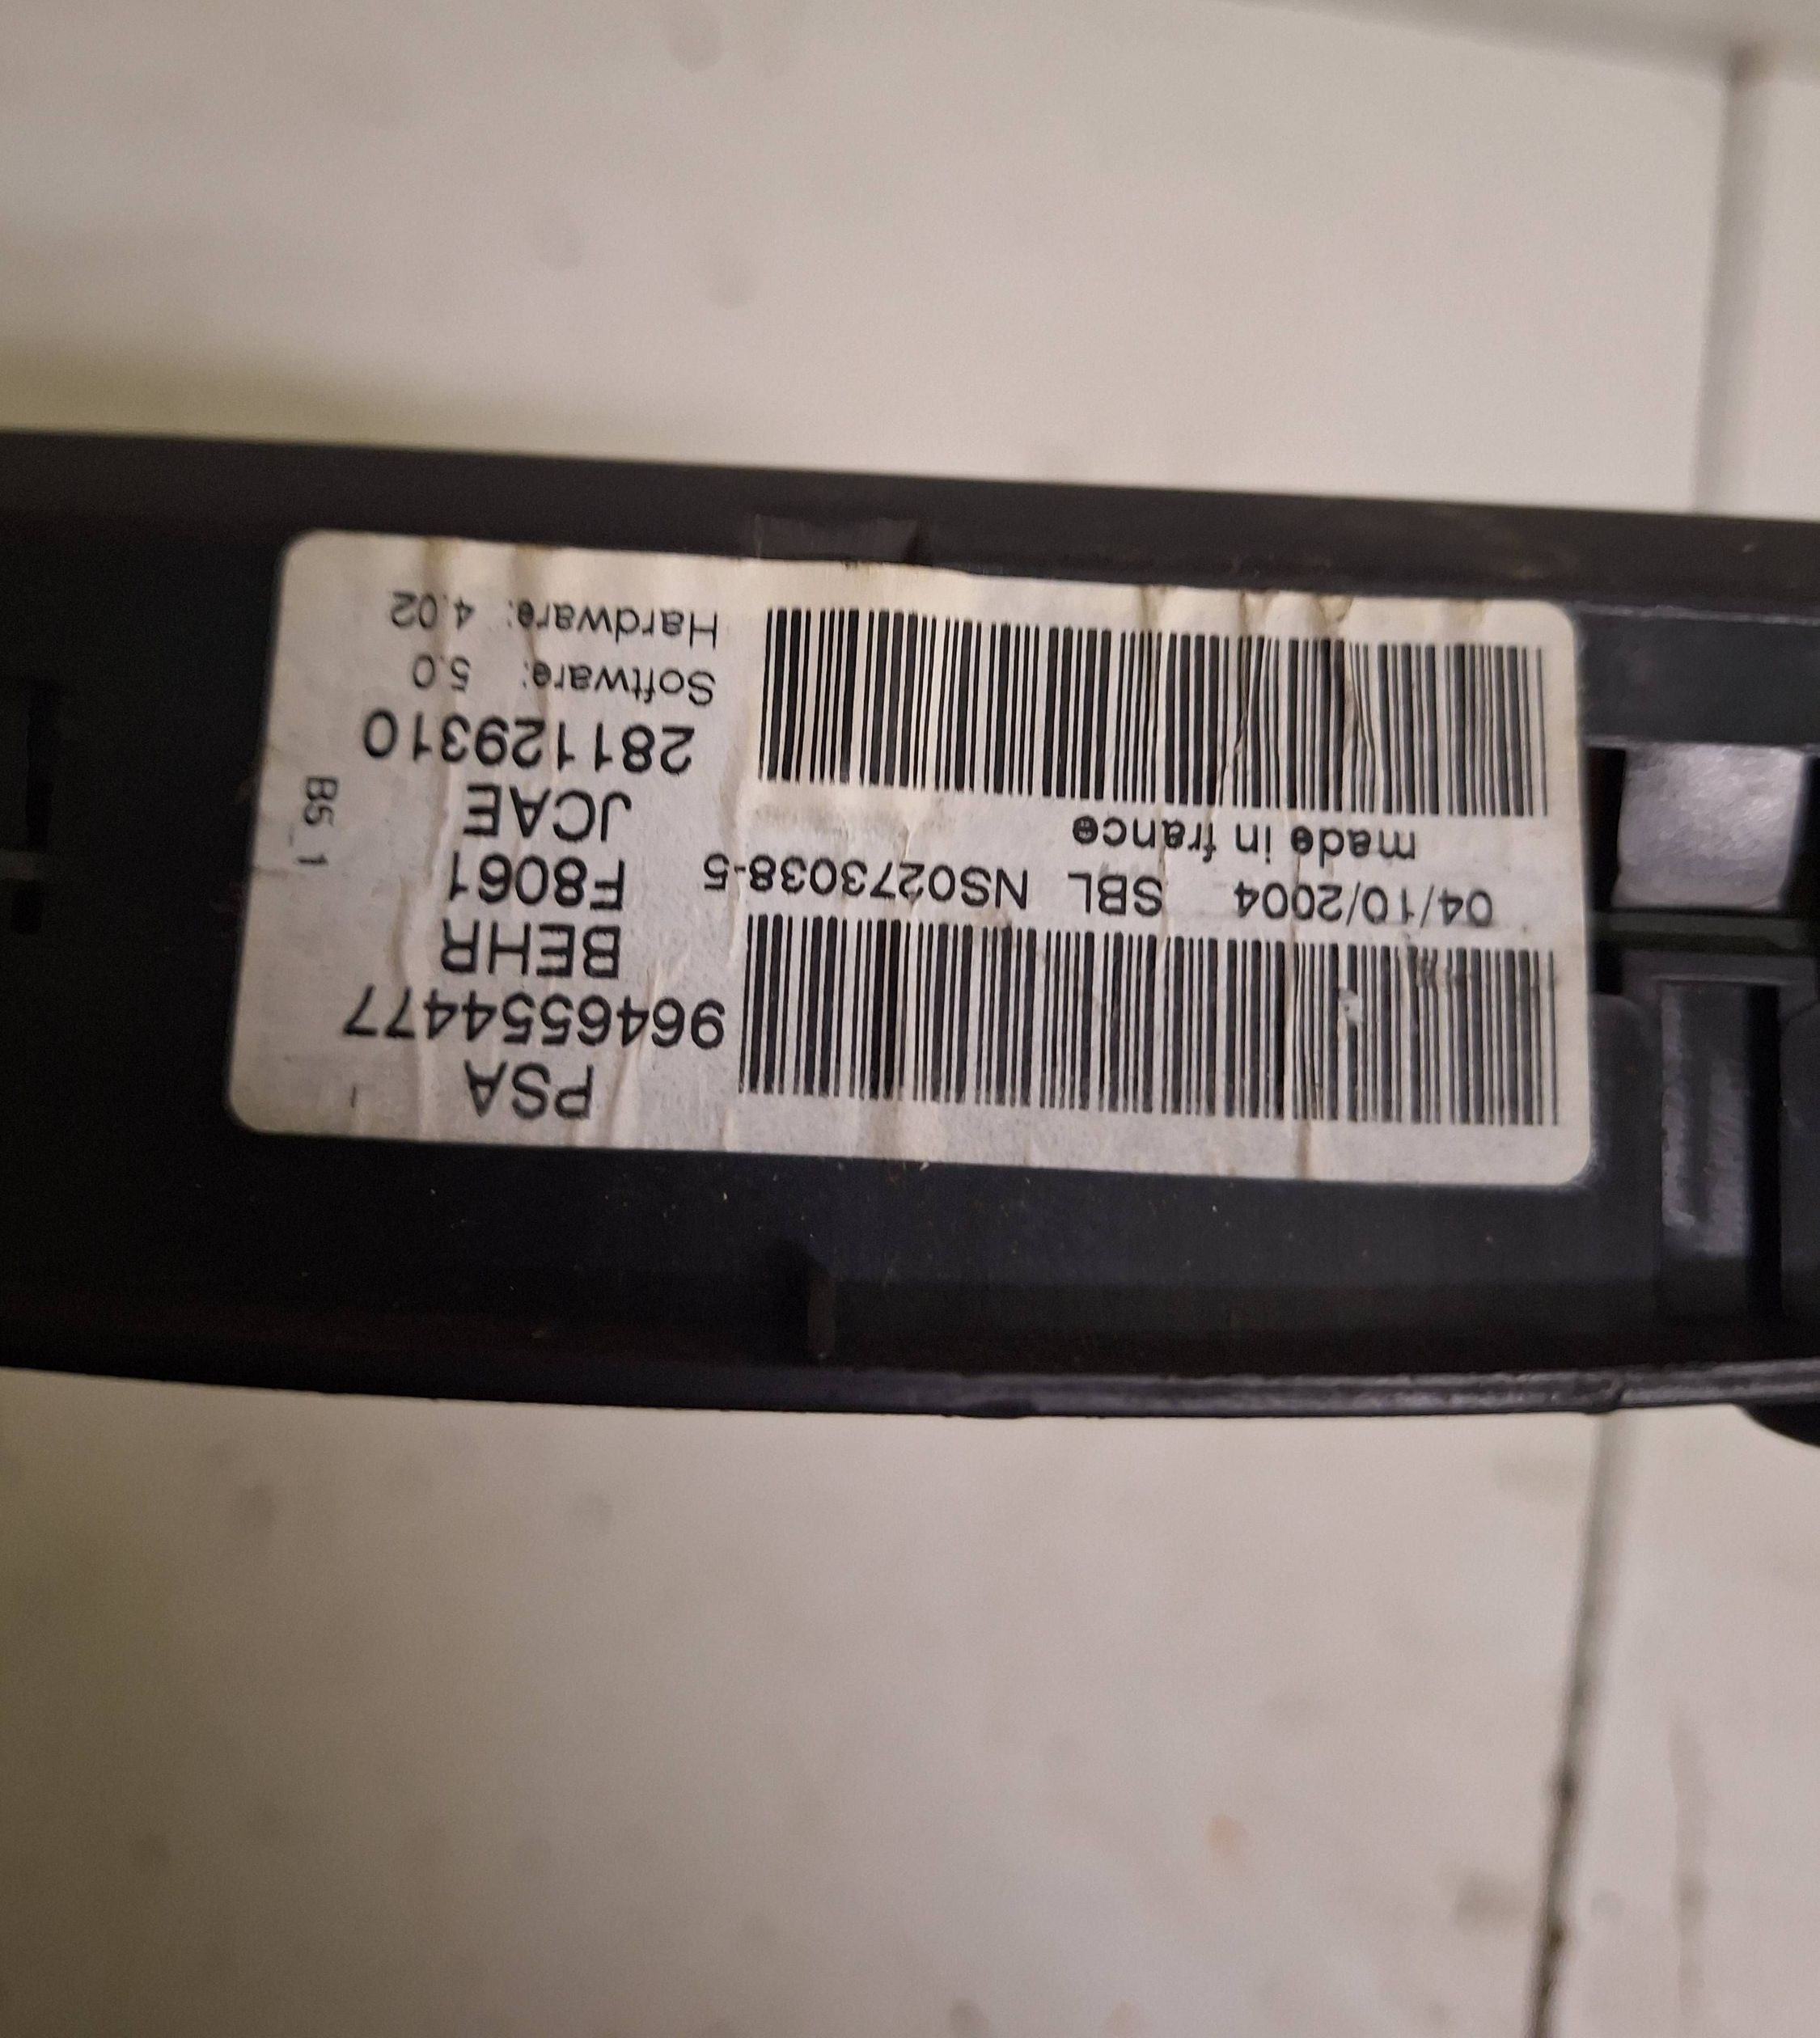 PSA
9646554477
BEHR
F8061
JCAE
281129310
Software: 5.0
Hardware: 4.02
04/10/2004 SBL NS0273038-5
made in france
B5_1